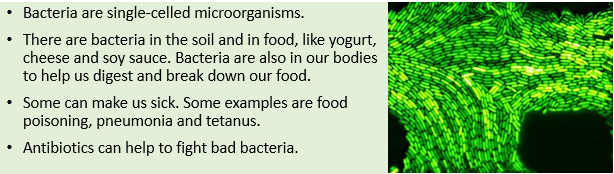 • Bacteria are single-celled microorganisms.
• There are bacteria in the soil and in food, like yogurt,
cheese and soy sauce. Bacteria are also in our bodies
to help us digest and break down our food.
• Some can make us sick. Some examples are food
poisoning, pneumonia and tetanus.
• Antibiotics can help to fight bad bacteria.